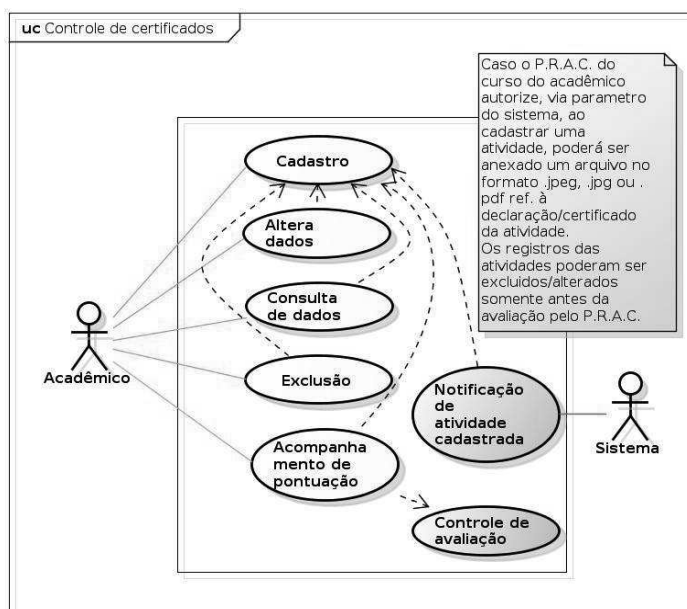 uc Controle de certificados
Caso o P.R.A.C. do
curso do acadêmico
autorize, via parametro
do sistema, ao
cadastrar uma
atividade, poderá ser
anexado um arquivo no
formato .jpeg, .jpg ou .
pdf ref. à
declaração/certificado
da atividade.
Os registros das
atividades poderam ser
excluidos/alterados
somente antes da
avaliação pelo P.R.A.C.
Cadastro
Altera
dados
Consulta
de dados
Exclusão
Acompanha
mento de
pontuação
Notificação
de
atividade
cadastrada
Controle de
avaliação
Acadêmico
Sistema